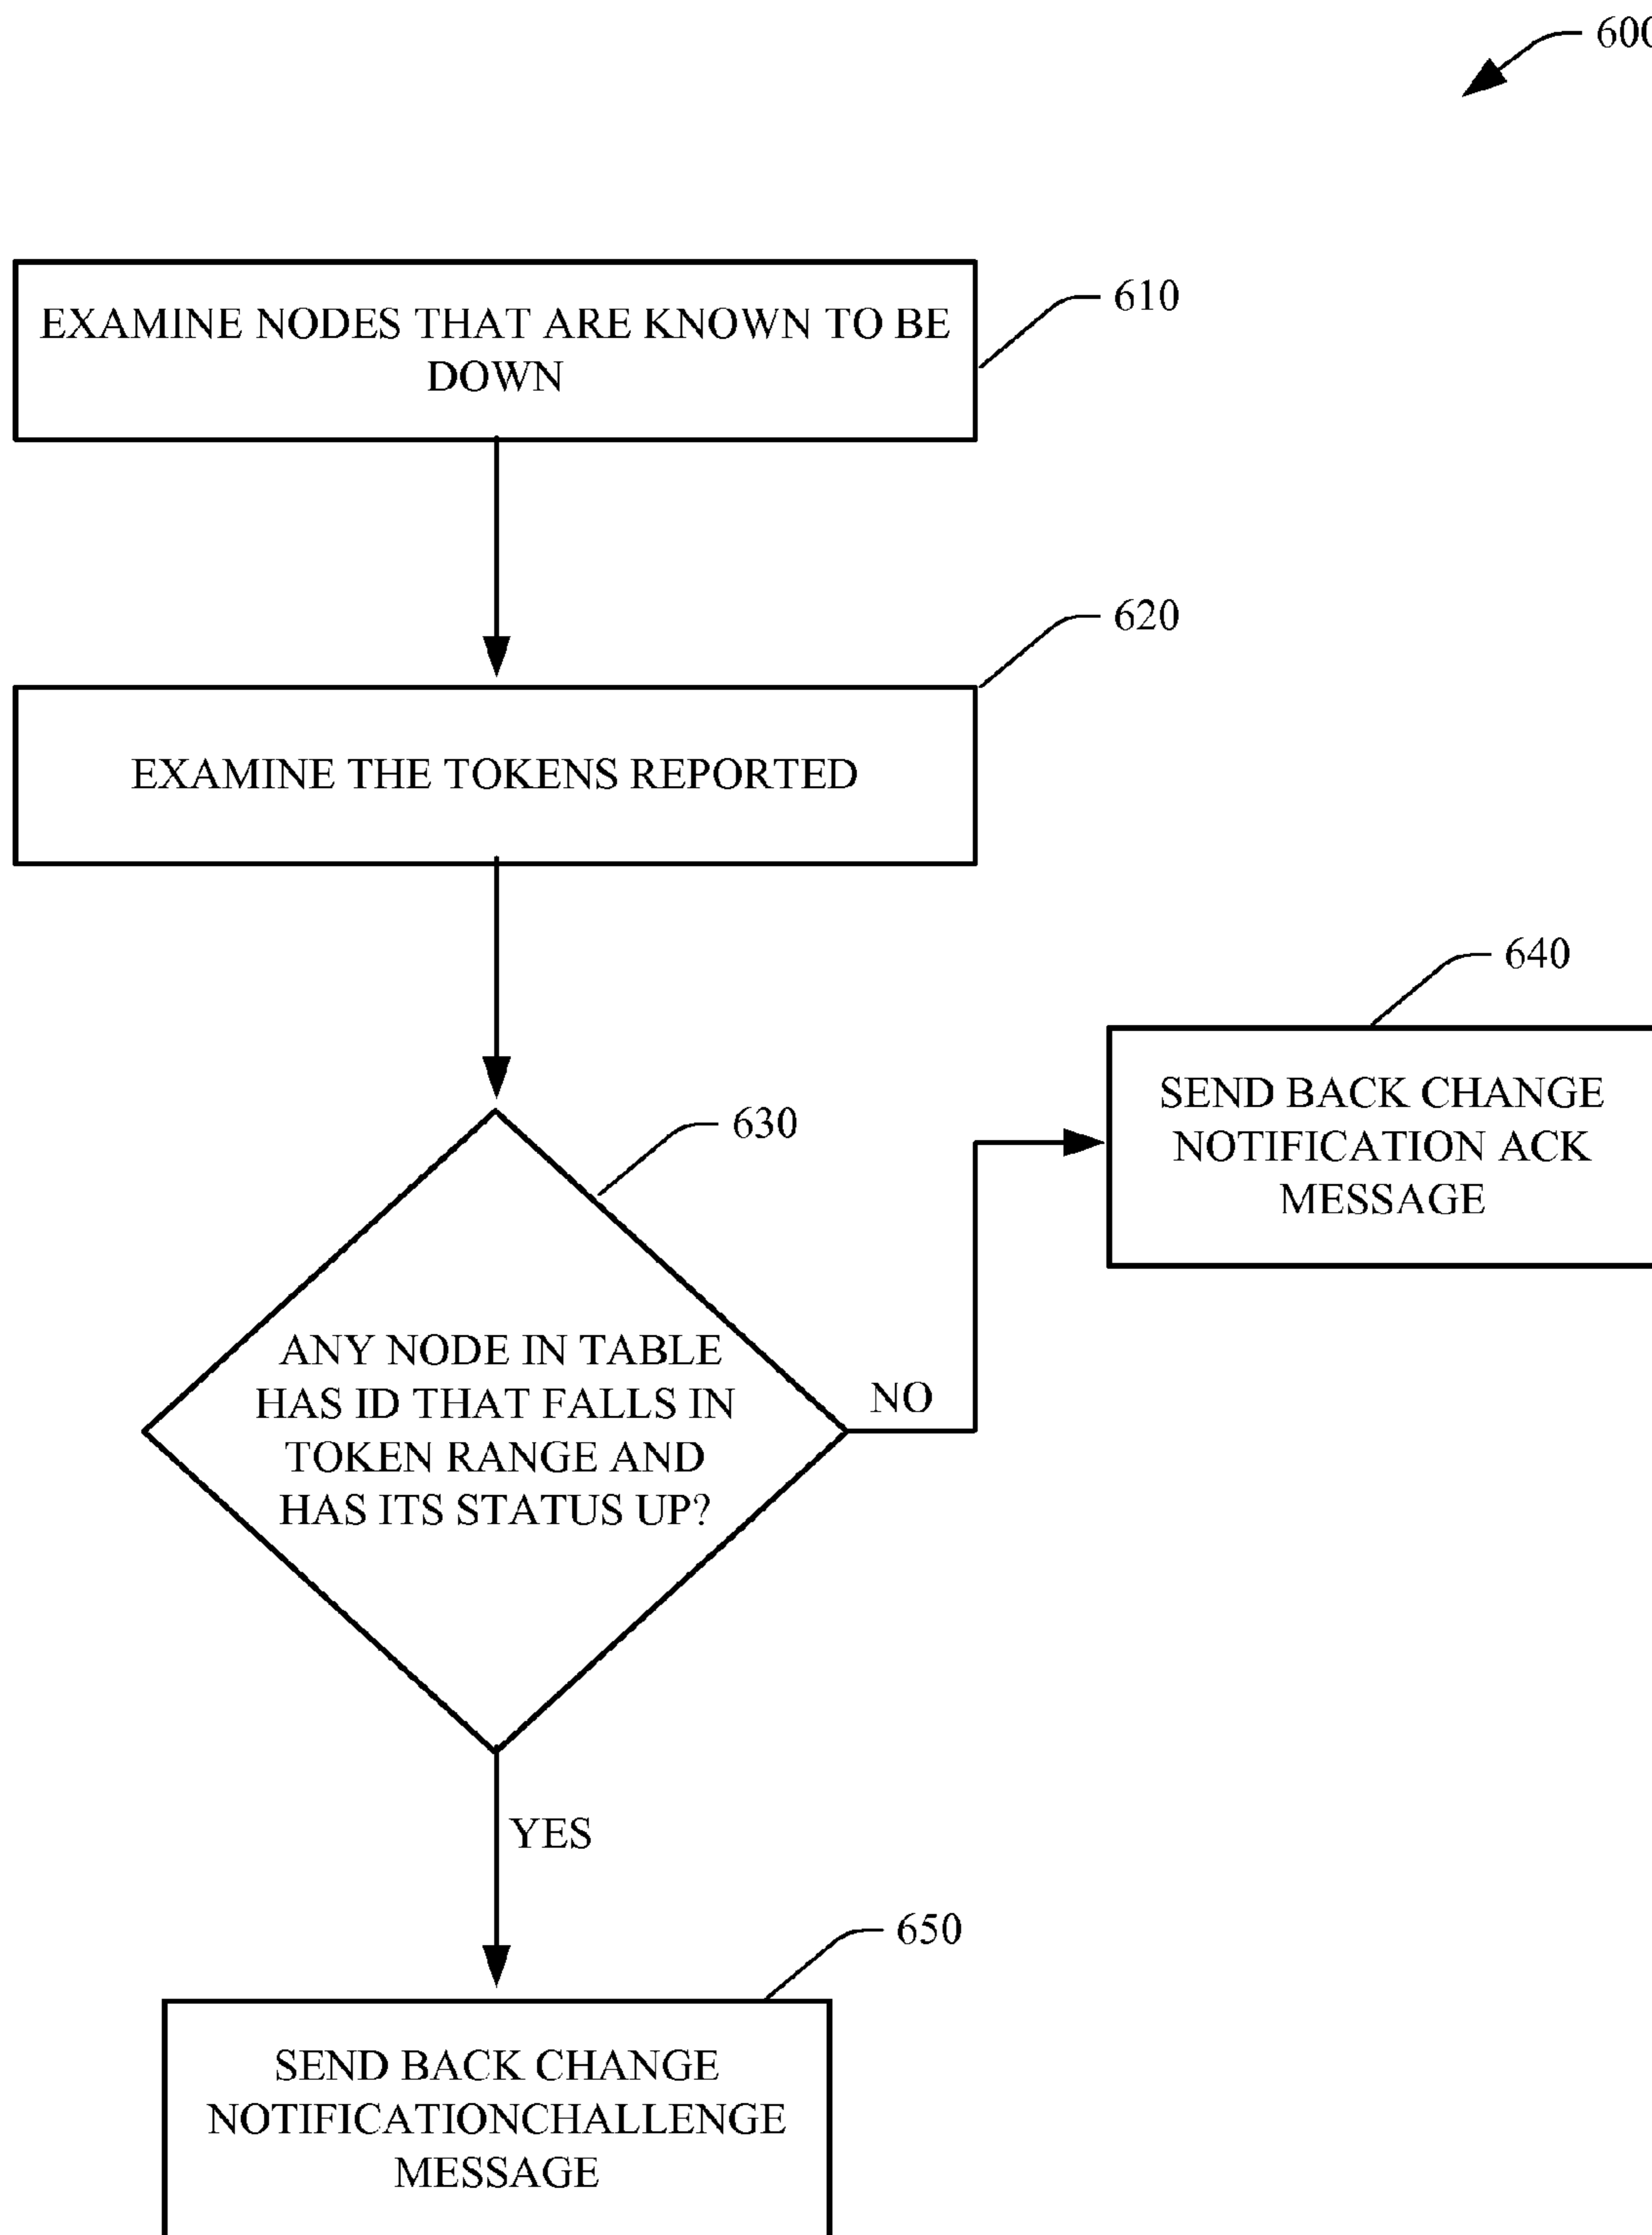 600
EXAMINE NODES THAT ARE KNOWN TO BE
DOWN
610
EXAMINE THE TOKENS REPORTED
620
ANY NODE IN TABLE
HAS ID THAT FALLS IN
TOKEN RANGE AND
HAS ITS STATUS UP?
630
NO
SEND BACK CHANGE
NOTIFICATION ACK
MESSAGE
640
YES
SEND BACK CHANGE
NOTIFICATIONCHALLENGE
MESSAGE
650